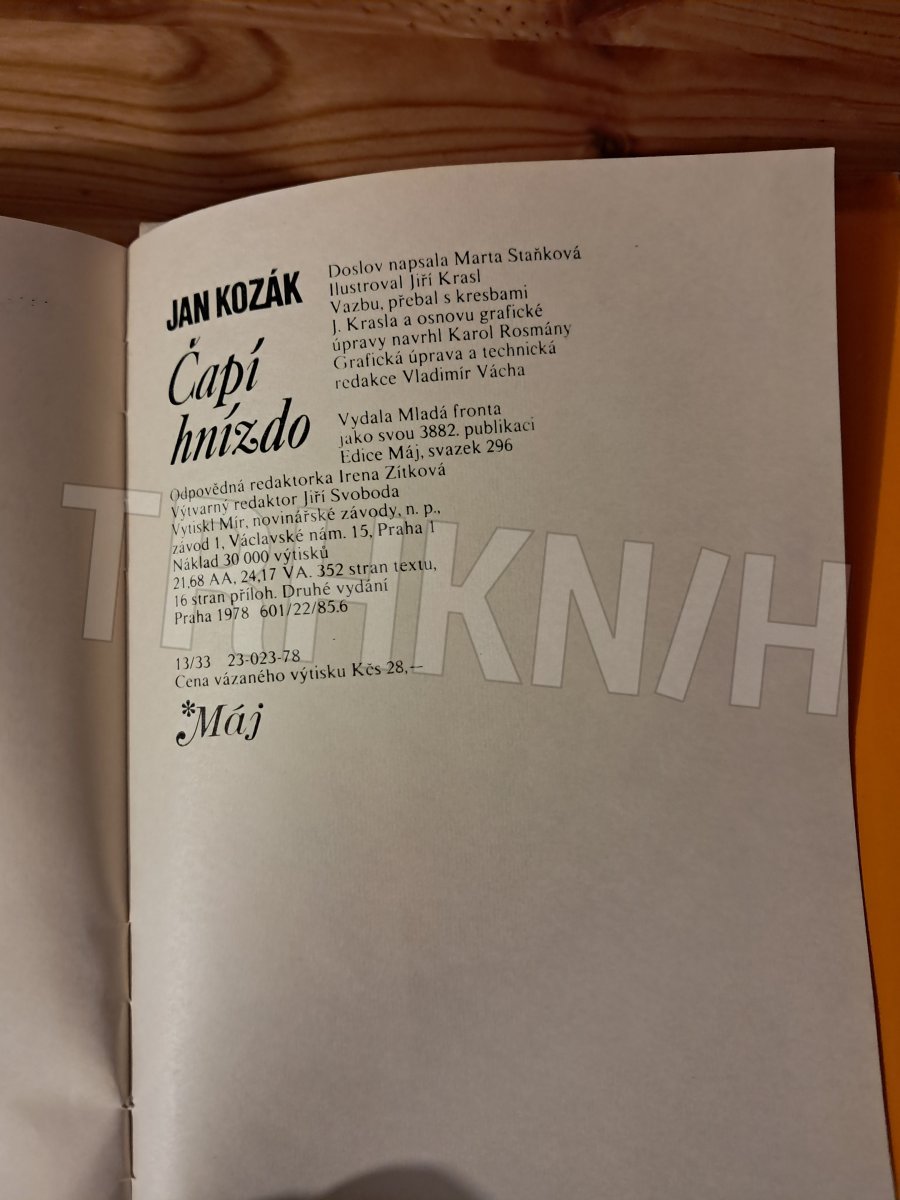 JAN KOZÁK
Čapí
hnízdo
Doslov napsala Marta Staňková
Ilustroval Jiří Krasl
Vazbu, přebal s kresbami
J. Krasla a osnovu grafické
úpravy navrhl Karol Rosmány
Grafická úprava a technická
redakce Vladimír Vácha
Vydala Mladá fronta
jako svou 3882. publikaci
Edice Máj, svazek 296
Odpovědná redaktorka Irena Zítková
Výtvarný redaktor Jiří Svoboda
Vytiskl Mír, novinářské závody, n. p.,
závod 1, Václavské nám. 15, Praha 1
Náklad 30 000 výtisků
21,68 AA, 24,17 VA. 352 stran textu,
16 stran příloh. Druhé vydání
Praha 1978 601/22/85.6
13/33 23-023-78
Cena vázaného výtisku Kčs 28,—
*Máj
TRHKN/H